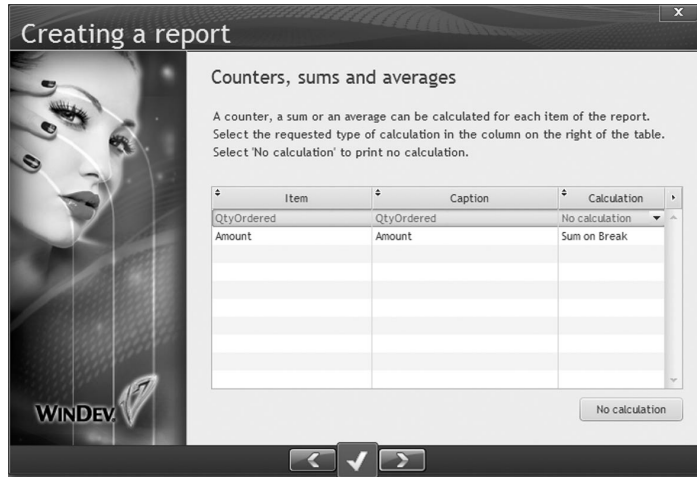 x
Creating a report
Counters, sums and averages
A counter, a sum or an average can be calculated for each item of the report.
Select the requested type of calculation in the column on the right of the table.
Select 'No calculation' to print no calculation.
Item Caption Calculation
QtyOrdered QtyOrdered No calculation
Amount Amount Sum on Break
WINDEV.
No calculation